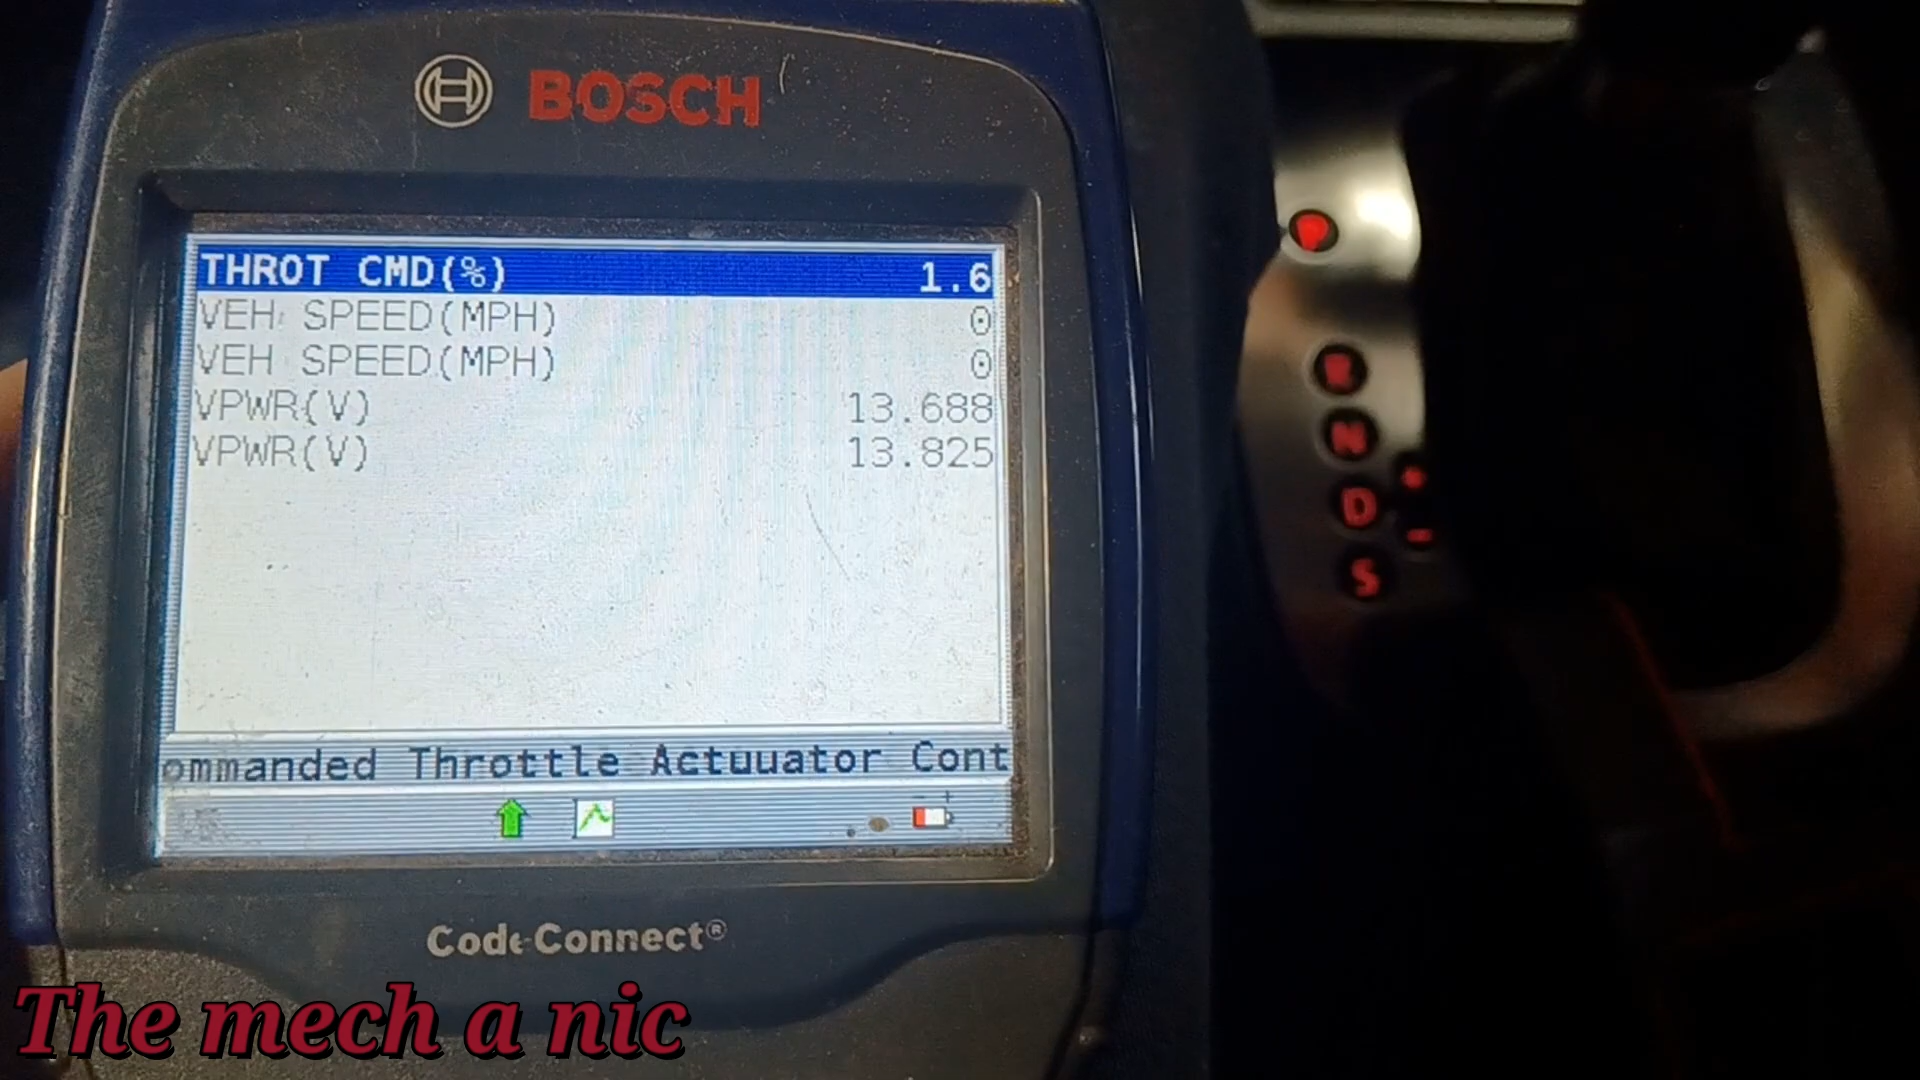 BOSCH
THROT CMD(%) 1.6
VEH SPEED(MPH) 0
VEH SPEED(MPH) 0
VPWR(V) 13.688
VPWR(V) 13.825
ommanded Throttle Actuuator Cont
Code Connect®
The mech a nic
P
R
N
D +
-
S